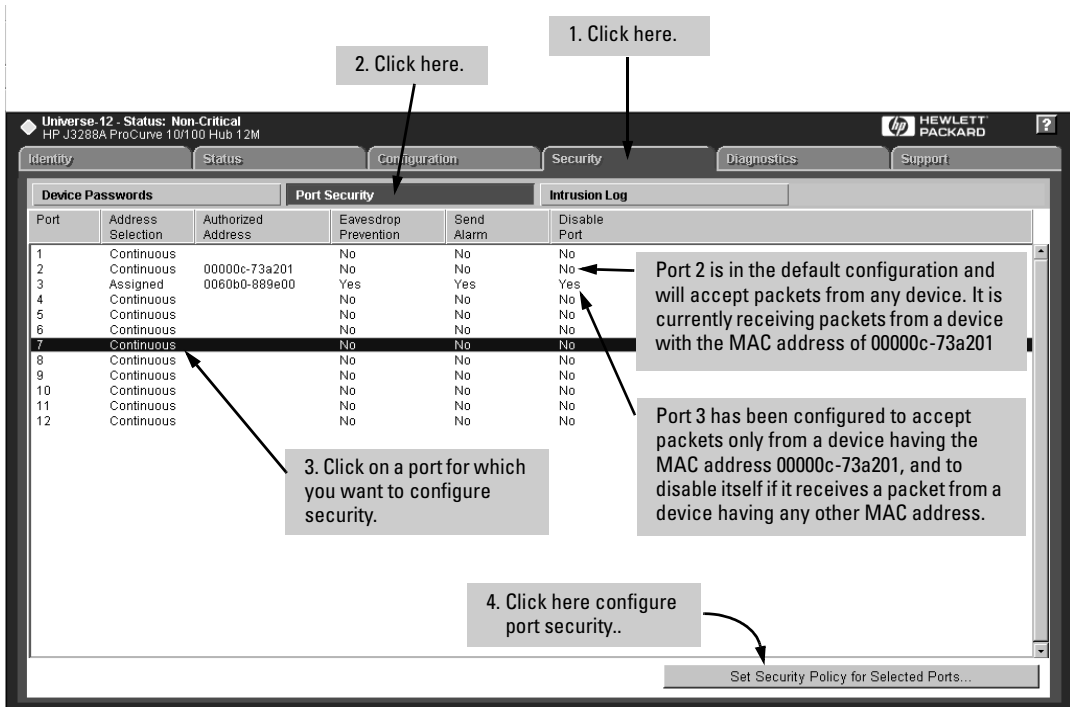 1. Click here.
2. Click here.
Universe-12 - Status: Non-Critical
HP J3288A ProCurve 10/100 Hub 12M
hp HEWLETT
PACKARD
?
Identity Status Configuration Security Diagnostics Support
Device Passwords Port Security Intrusion Log
Port Address Authorized Eavesdrop Send Disable
Selection Address Prevention Alarm Port
1 Continuous No No No
2 Continuous 00000c-73a201 No No No
3 Assigned 0060b0-889e00 Yes Yes Yes
4 Continuous No No No
5 Continuous No No No
6 Continuous No No No
7 Continuous No No No
8 Continuous No No No
9 Continuous No No No
10 Continuous No No No
11 Continuous No No No
12 Continuous No No No
Port 2 is in the default configuration and
will accept packets from any device. It is
currently receiving packets from a device
with the MAC address of 00000c-73a201
Port 3 has been configured to accept
packets only from a device having the
MAC address 00000c-73a201, and to
disable itself if it receives a packet from a
device having any other MAC address.
3. Click on a port for which
you want to configure
security.
4. Click here configure
port security..
Set Security Policy for Selected Ports...